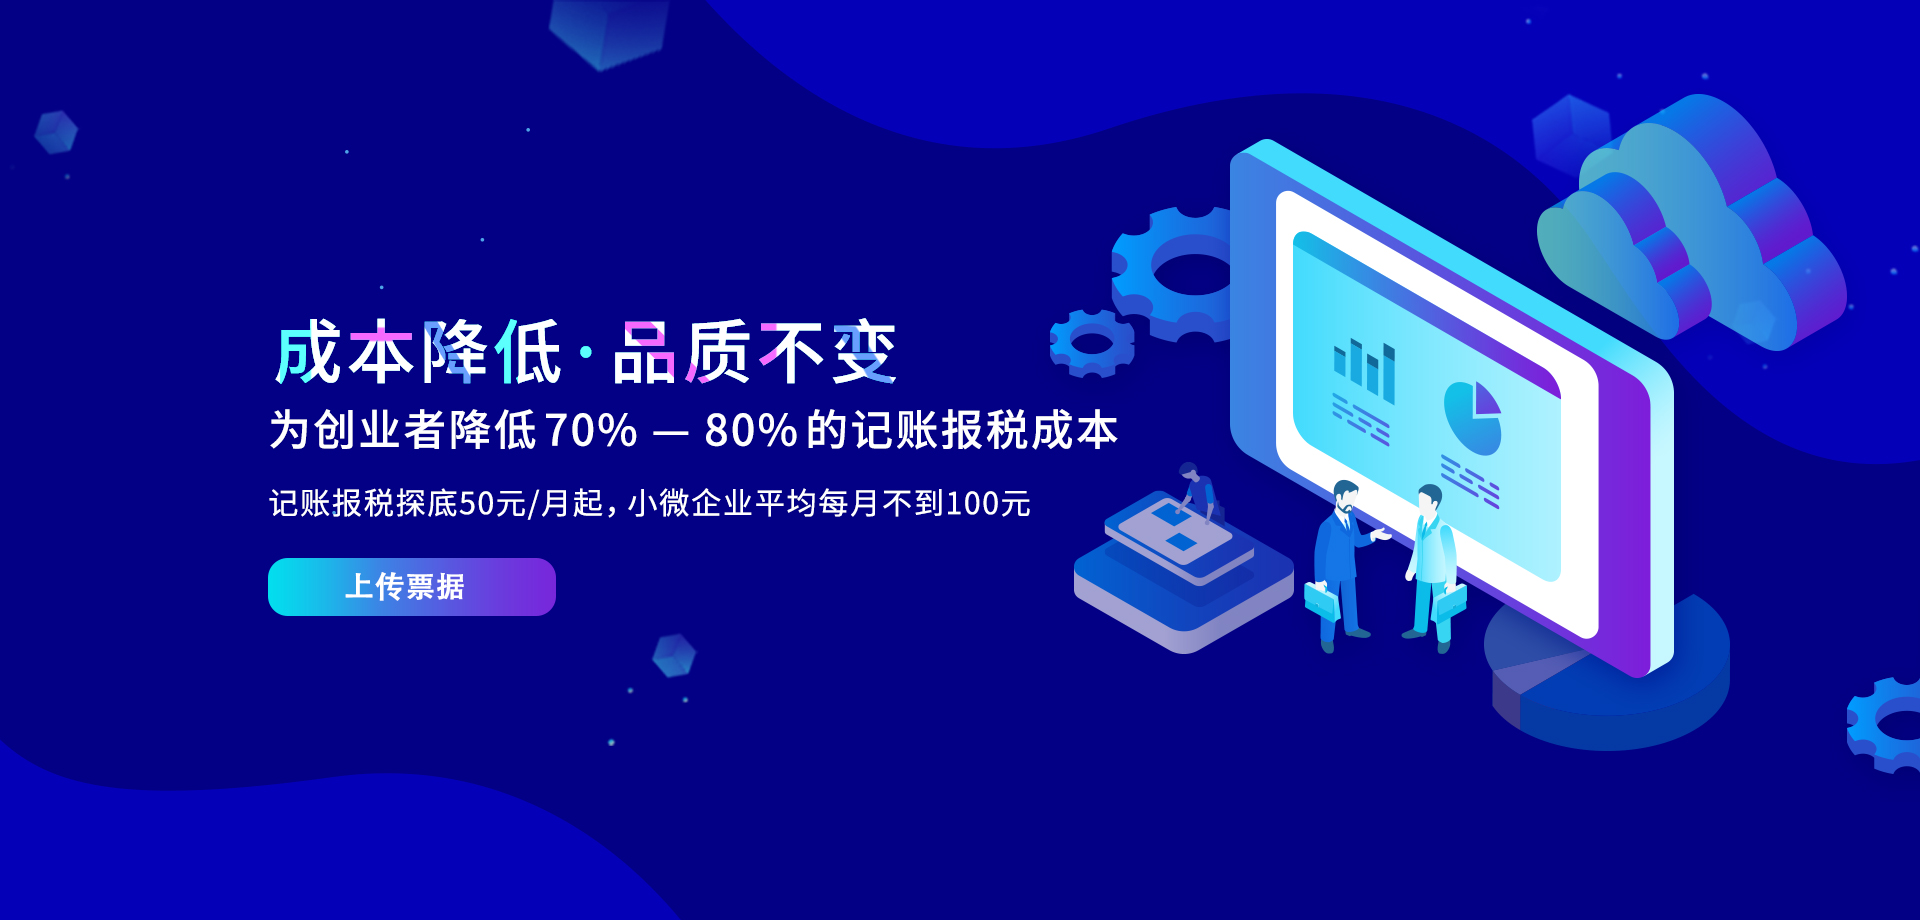 成本降低·品质不变
为创业者降低70% — 80%的记账报税成本
记账报税探底50元/月起，小微企业平均每月不到100元
上传票据